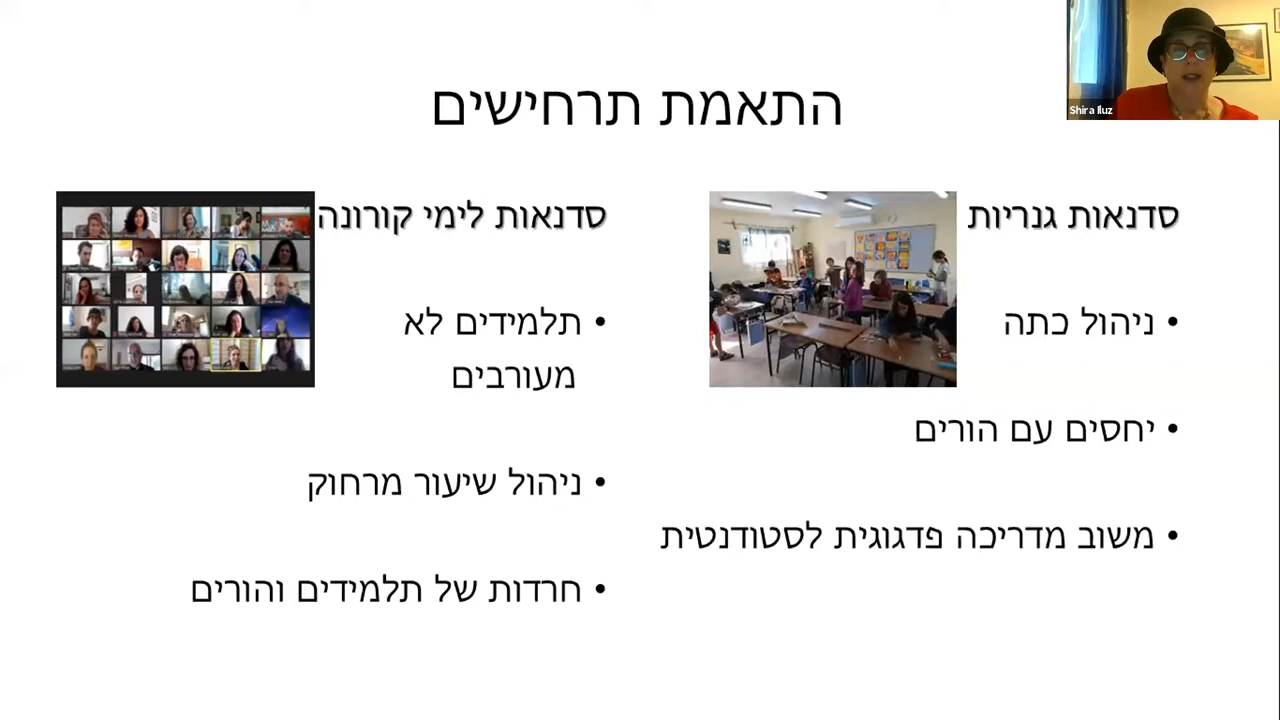 התאמת תרחישים
Shira Iluz
סדנאות גנריות
• ניהול כתה
• יחסים עם הורים
• משוב מדריכה פדגוגית לסטודנטית
סדנאות לימי קורונה
• תלמידים לא
מעורבים
• ניהול שיעור מרחוק
• חרדות של תלמידים והורים